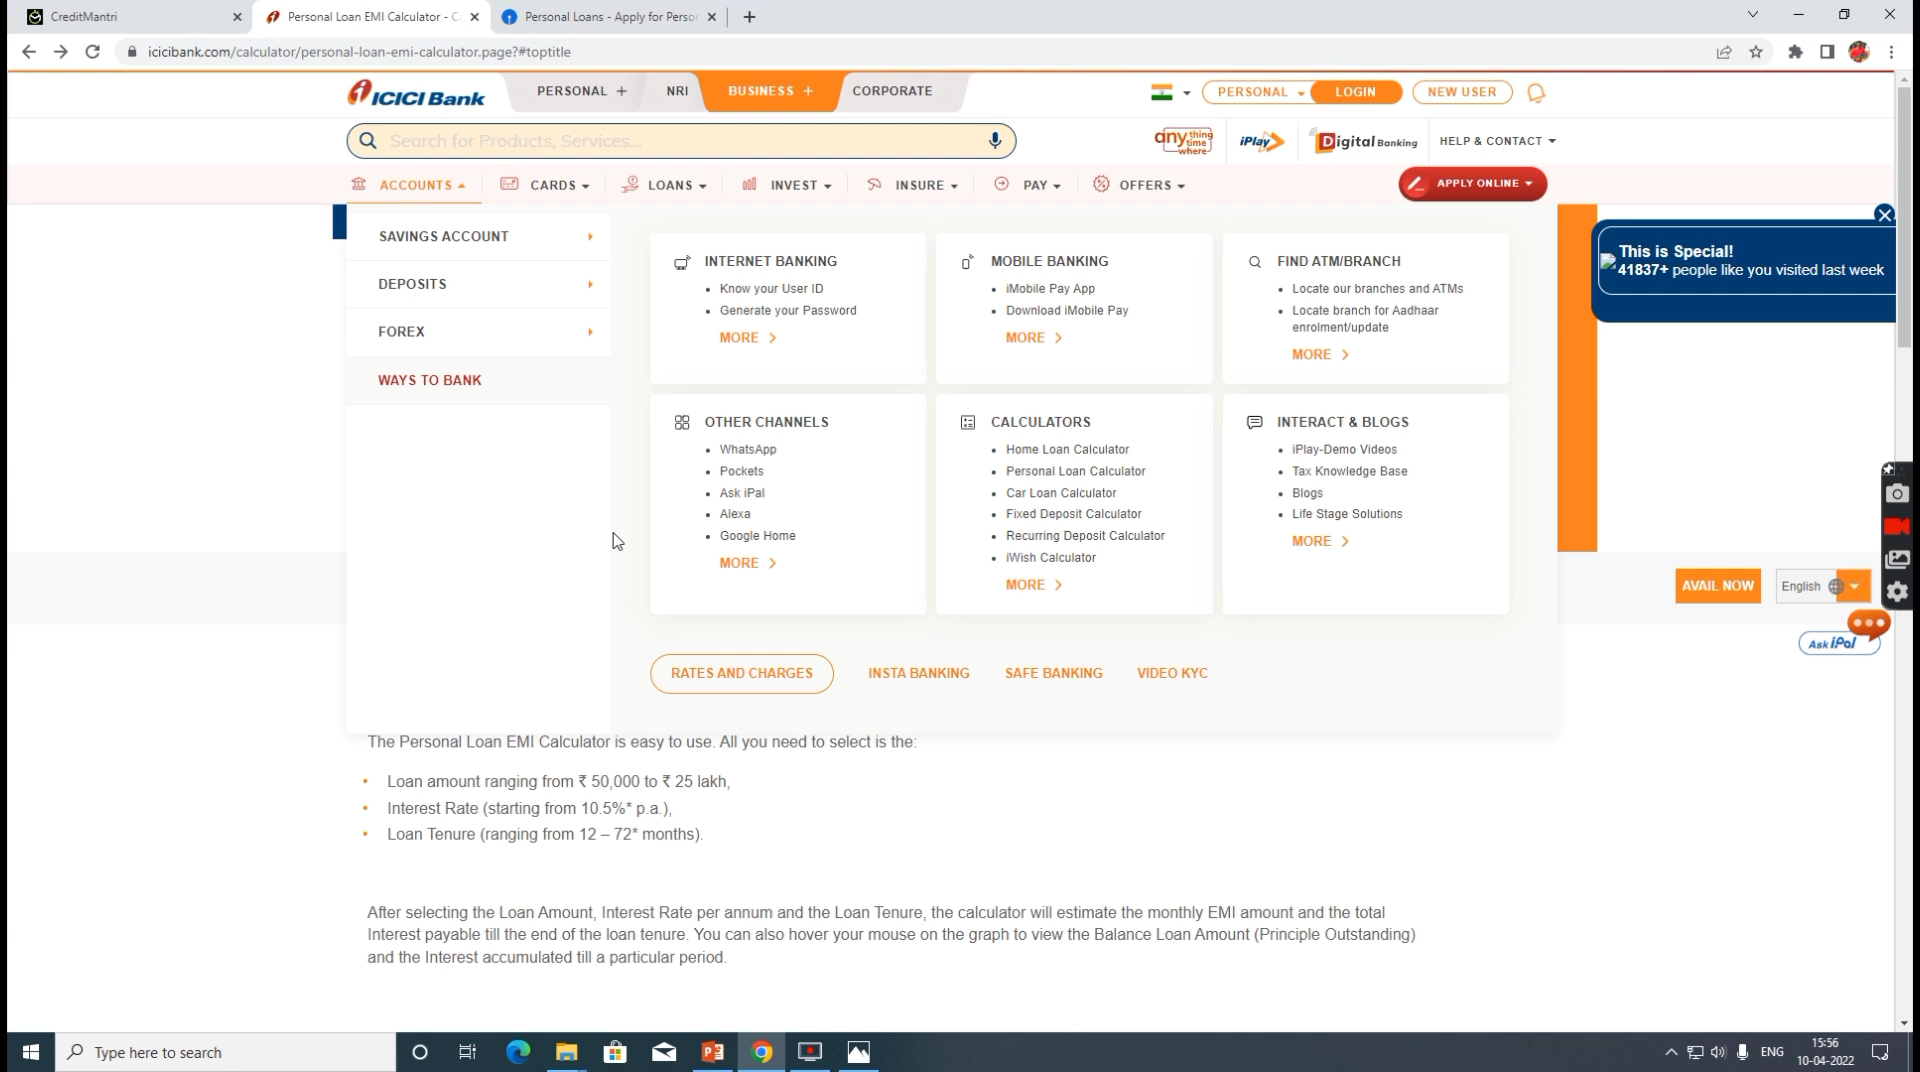 CreditMantri
Personal Loan EMI Calculator - C
Personal Loans - Apply for Perso
icicibank.com/calculator/personal-loan-emi-calculator.page?#toptitle
ICICI Bank
PERSONAL +
NRI
BUSINESS +
CORPORATE
PERSONAL
LOGIN
NEW USER
Search for Products, Services...
any thing time where
iPlay
Digital Banking
HELP & CONTACT
ACCOUNTS
CARDS
LOANS
INVEST
INSURE
PAY
OFFERS
APPLY ONLINE
SAVINGS ACCOUNT
DEPOSITS
FOREX
WAYS TO BANK
INTERNET BANKING
Know your User ID
Generate your Password
MORE
MOBILE BANKING
iMobile Pay App
Download iMobile Pay
MORE
FIND ATM/BRANCH
Locate our branches and ATMs
Locate branch for Aadhaar
enrolment/update
MORE
This is Special!
41837+ people like you visited last week
OTHER CHANNELS
WhatsApp
Pockets
Ask iPal
Alexa
Google Home
MORE
CALCULATORS
Home Loan Calculator
Personal Loan Calculator
Car Loan Calculator
Fixed Deposit Calculator
Recurring Deposit Calculator
iWish Calculator
MORE
INTERACT & BLOGS
iPlay-Demo Videos
Tax Knowledge Base
Blogs
Life Stage Solutions
MORE
AVAIL NOW
English
Ask iPal
RATES AND CHARGES
INSTA BANKING
SAFE BANKING
VIDEO KYC
The Personal Loan EMI Calculator is easy to use. All you need to select is the:
Loan amount ranging from ₹ 50,000 to ₹ 25 lakh,
Interest Rate (starting from 10.5%* p.a.),
Loan Tenure (ranging from 12 – 72* months).
After selecting the Loan Amount, Interest Rate per annum and the Loan Tenure, the calculator will estimate the monthly EMI amount and the total
Interest payable till the end of the loan tenure. You can also hover your mouse on the graph to view the Balance Loan Amount (Principle Outstanding)
and the Interest accumulated till a particular period.
Type here to search
ENG
15:56
10-04-2022